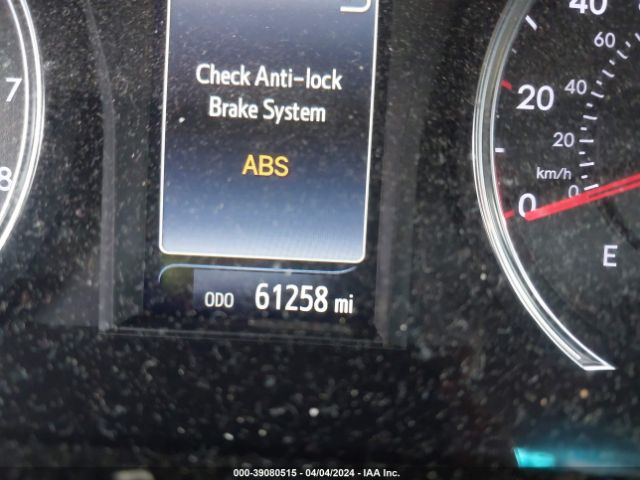 Check Anti-lock
Brake System
ABS
ODO 61258 mi
7
8
40
60
20
40
20
km/h
0
0
E
000-39080515 - 04/04/2024 - IAA Inc.